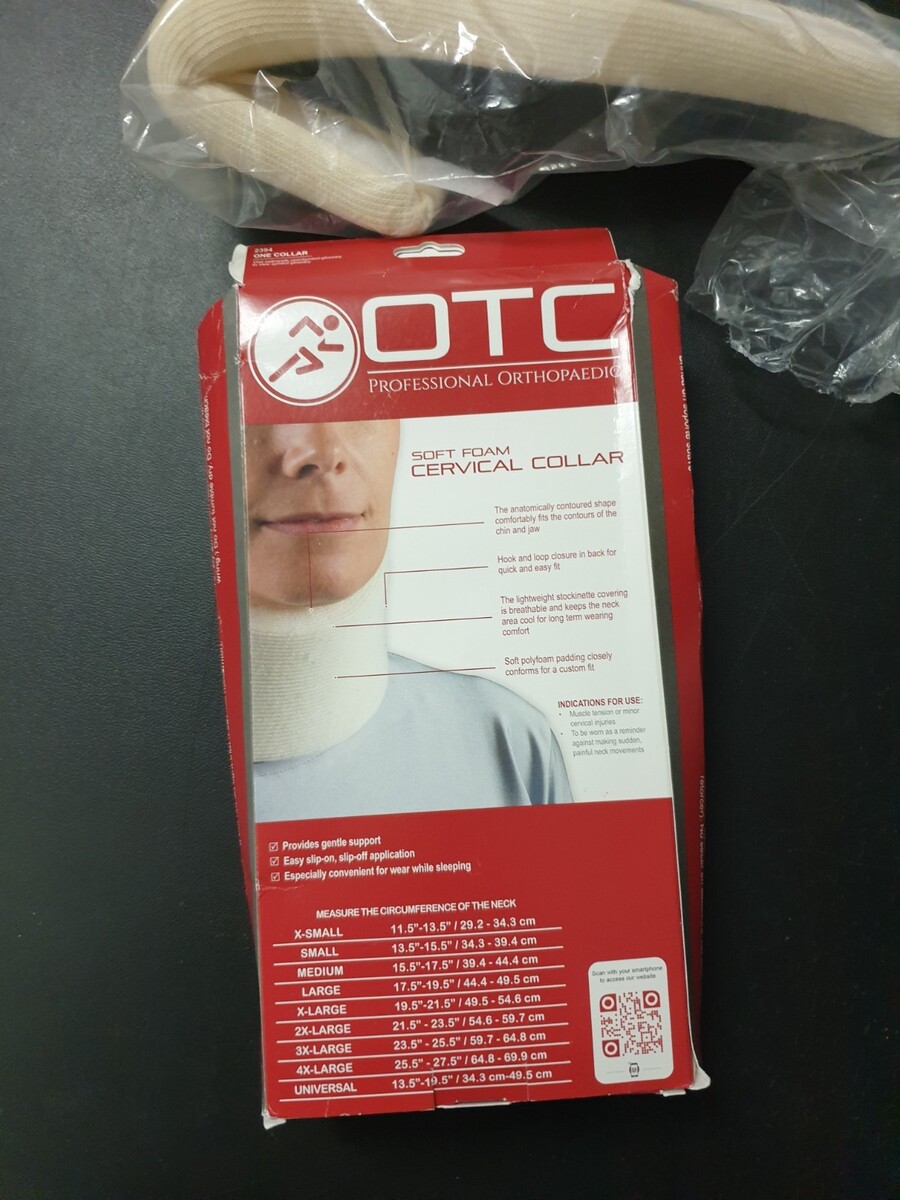 2394
ONE COLLAR
OTC
PROFESSIONAL ORTHOPAEDIC
SOFT FOAM
CERVICAL COLLAR
The anatomically contoured shape
comfortably fits the contours of the
chin and jaw
Hook and loop closure in back for
quick and easy fit
The lightweight stockinette covering
is breathable and keeps the neck
area cool for long term wearing
comfort
Soft polyfoam padding closely
conforms for a custom fit
INDICATIONS FOR USE:
• Muscle tension or minor
cervical injuries
• To be worn as a reminder
against making sudden,
painful neck movements
☑ Provides gentle support
☑ Easy slip-on, slip-off application
☑ Especially convenient for wear while sleeping
MEASURE THE CIRCUMFERENCE OF THE NECK
X-SMALL 11.5"-13.5" / 29.2 - 34.3 cm
SMALL 13.5"-15.5" / 34.3 - 39.4 cm
MEDIUM 15.5"-17.5" / 39.4 - 44.4 cm
LARGE 17.5"-19.5" / 44.4 - 49.5 cm
X-LARGE 19.5"-21.5" / 49.5 - 54.6 cm
2X-LARGE 21.5" - 23.5" / 54.6 - 59.7 cm
3X-LARGE 23.5" - 25.5" / 59.7 - 64.8 cm
4X-LARGE 25.5" - 27.5" / 64.8 - 69.9 cm
UNIVERSAL 13.5"-19.5" / 34.3 cm-49.5 cm
Scan with your smartphone
to access our website